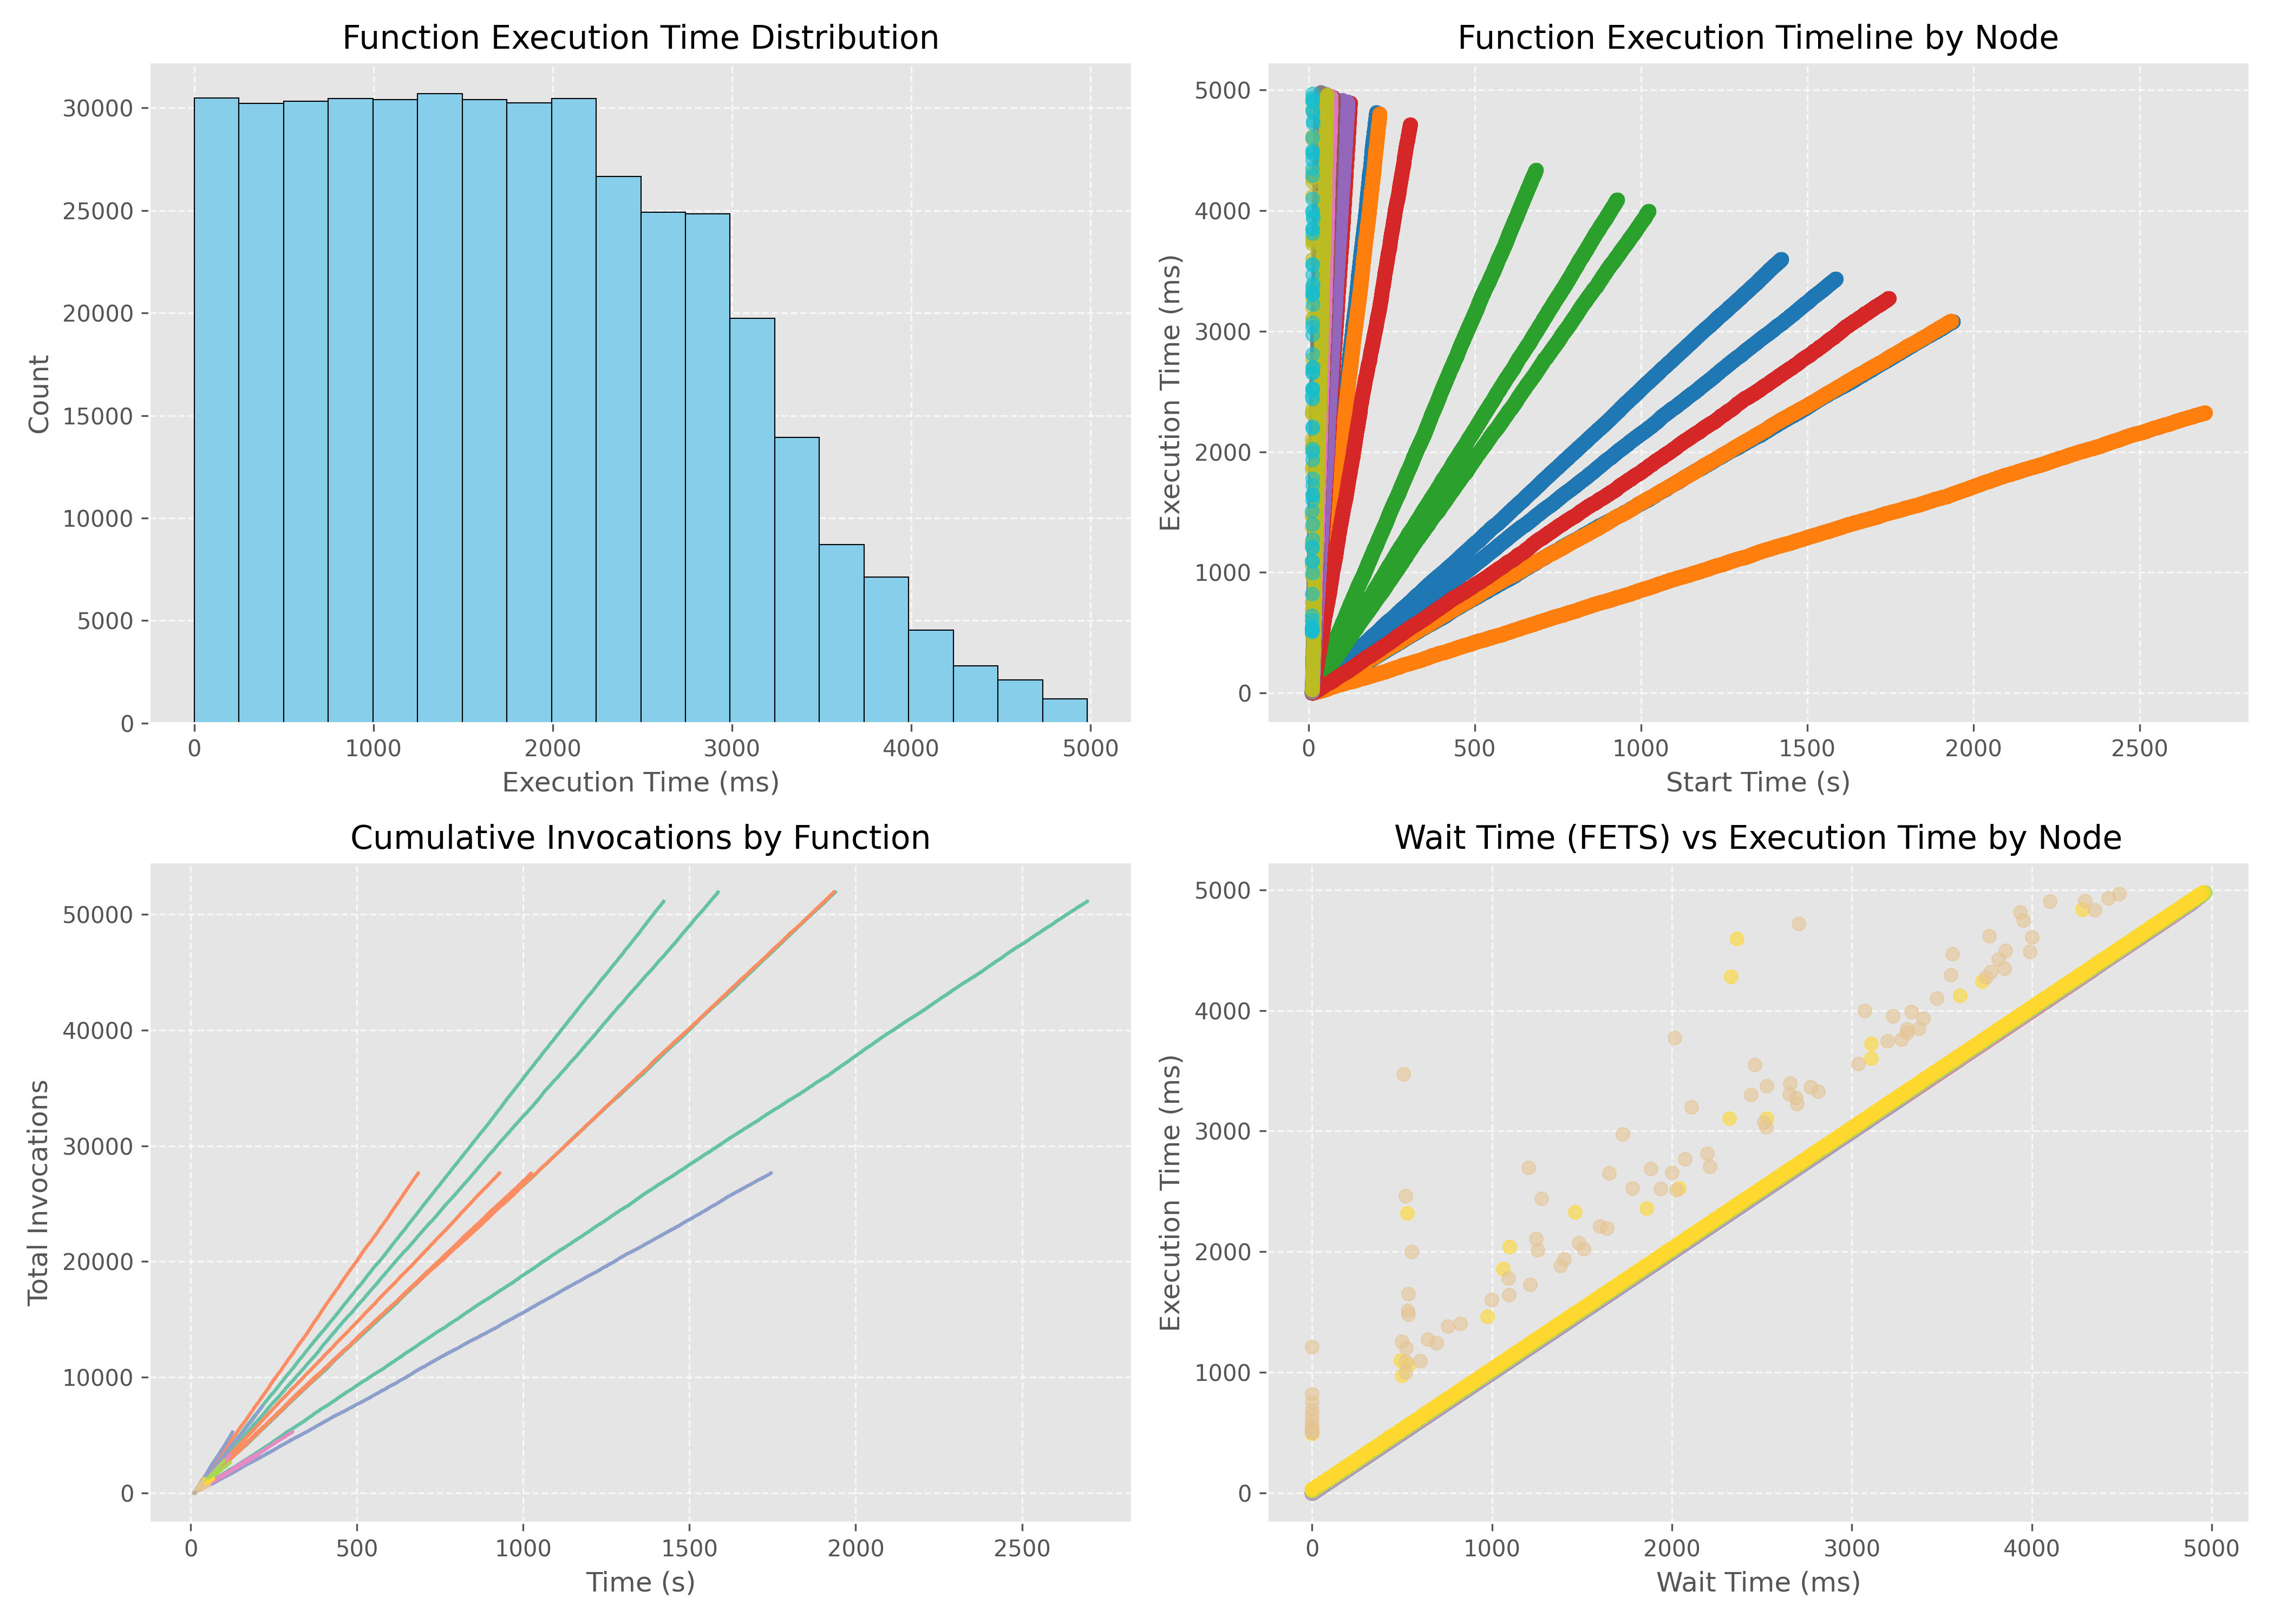 Function Execution Time Distribution
30000
25000
20000
15000
10000
5000
0
Count
0 1000 2000 3000 4000 5000
Execution Time (ms)
Function Execution Timeline by Node
5000
4000
3000
2000
1000
0
Execution Time (ms)
0 500 1000 1500 2000 2500
Start Time (s)
Cumulative Invocations by Function
50000
40000
30000
20000
10000
0
Total Invocations
0 500 1000 1500 2000 2500
Time (s)
Wait Time (FETS) vs Execution Time by Node
5000
4000
3000
2000
1000
0
Execution Time (ms)
0 1000 2000 3000 4000 5000
Wait Time (ms)